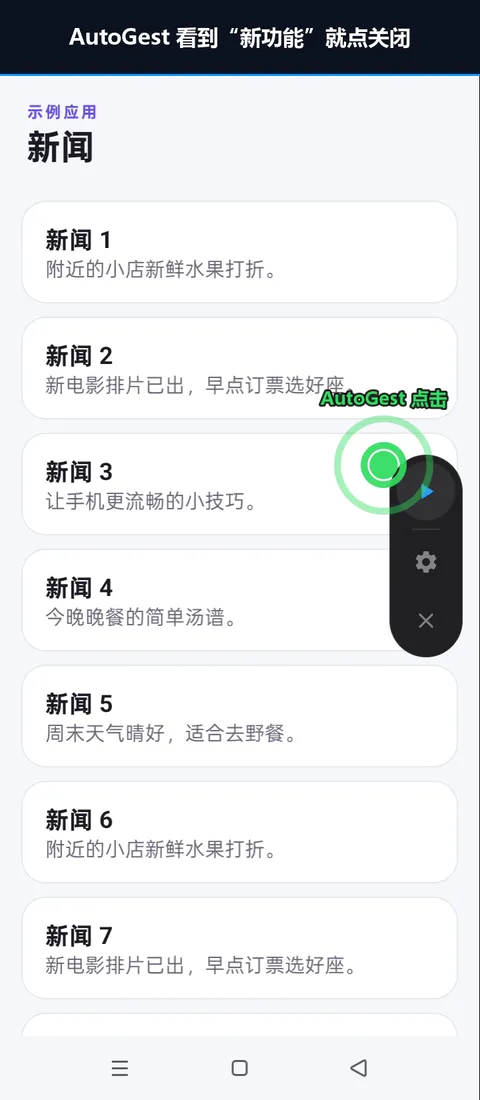 AutoGest 看到“新功能”就点关闭
示例应用
新闻
新闻 1
附近的小店新鲜水果打折。
新闻 2
新电影排片已出，早点订票选好座。
AutoGest 点击
新闻 3
让手机更流畅的小技巧。
新闻 4
今晚晚餐的简单汤谱。
新闻 5
周末天气晴好，适合去野餐。
新闻 6
附近的小店新鲜水果打折。
新闻 7
新电影排片已出，早点订票选好座。